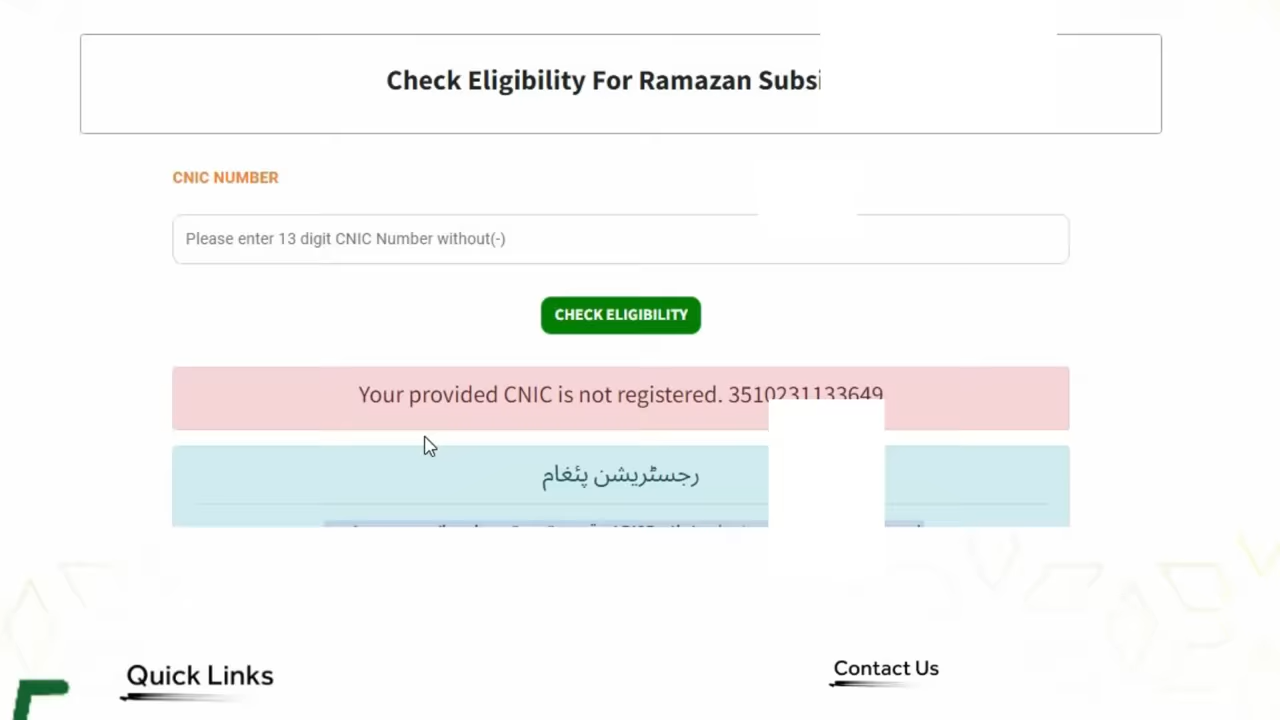 Check Eligibility For Ramazan Subsi
CNIC NUMBER
Please enter 13 digit CNIC Number without(-)
CHECK ELIGIBILITY
Your provided CNIC is not registered. 3510231133649
رجسٹریشن پئغام
Quick Links
Contact Us